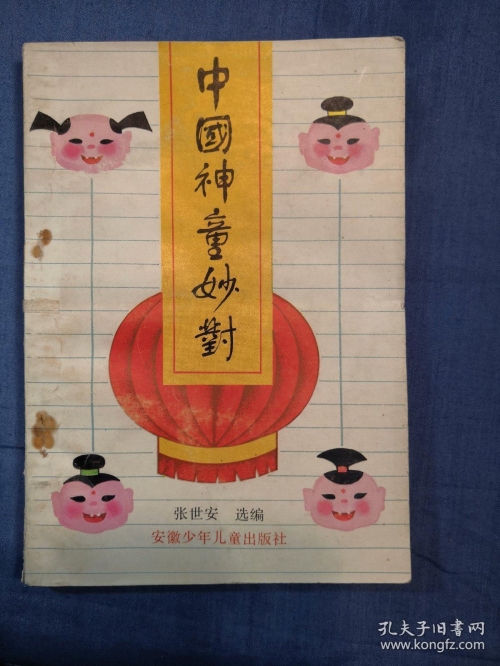 中國神童妙對
张世安 选编
安徽少年儿童出版社
孔夫子旧书网
www.kongfz.com